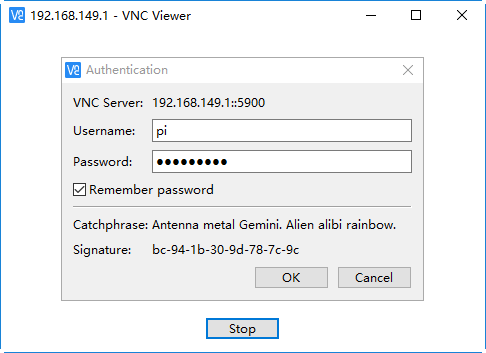 192.168.149.1 - VNC Viewer
Authentication
VNC Server: 192.168.149.1::5900
Username: pi
Password: ●●●●●●●●●
Remember password
Catchphrase: Antenna metal Gemini. Alien alibi rainbow.
Signature: bc-94-1b-30-9d-78-7c-9c
OK Cancel
Stop